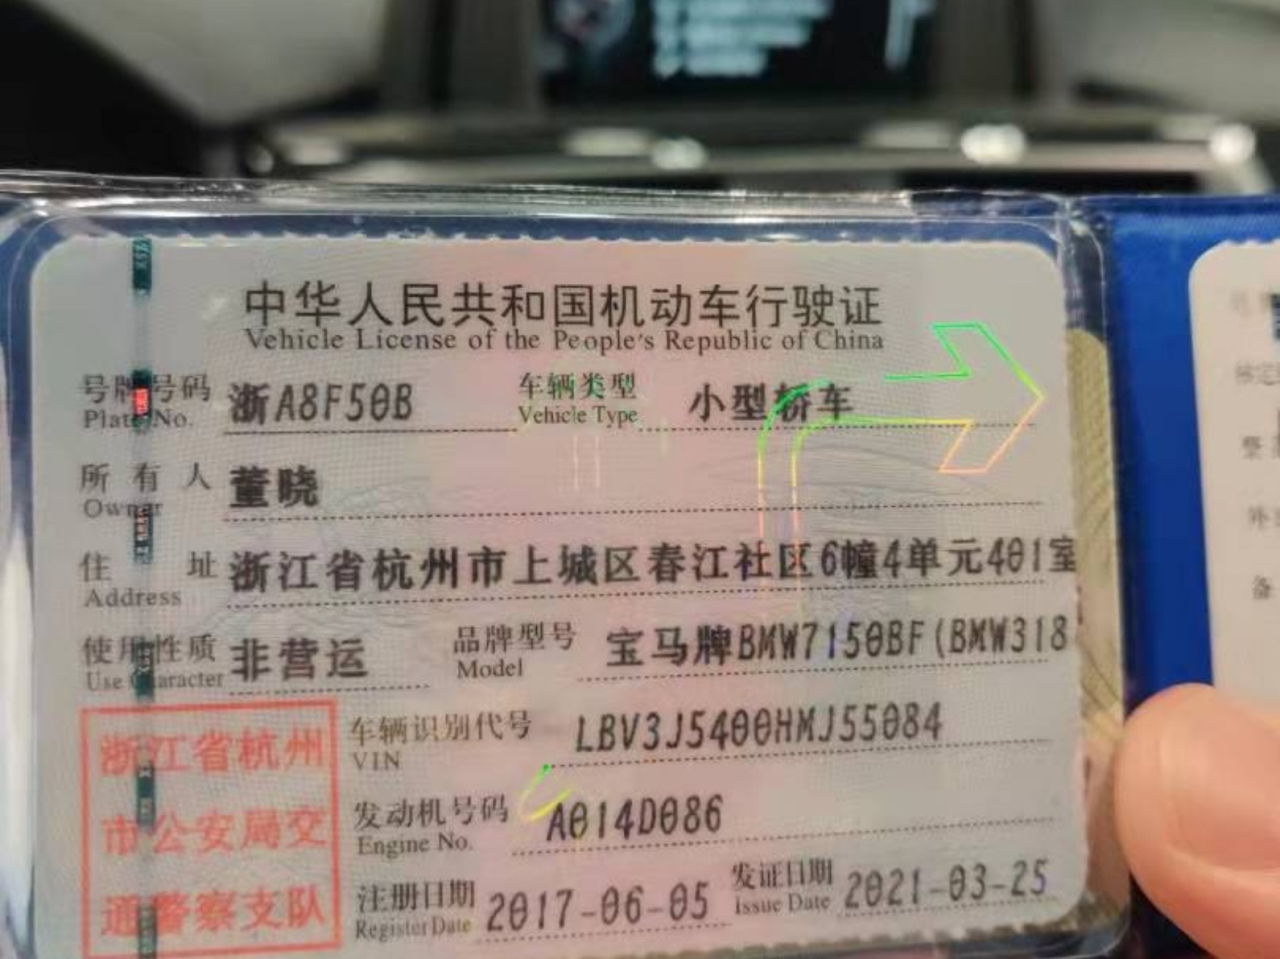 中华人民共和国机动车行驶证
Vehicle License of the People's Republic of China
号牌号码 浙A8F50B 车辆类型 小型轿车
Plate No. Vehicle Type
所有人 董晓
Owner
住址 浙江省杭州市上城区春江社区6幢4单元401室
Address
使用性质 非营运 品牌型号 宝马牌BMW7150BF(BMW318
Use Character Model
浙江省杭州
市公安局交
通警察支队
车辆识别代号 LBV3J5400HMJ55084
VIN
发动机号码 A014D086
Engine No.
注册日期 2017-06-05 发证日期 2021-03-25
Register Date Issue Date